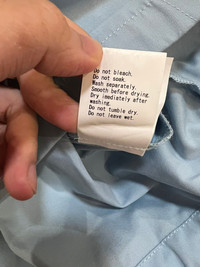 Do not bleach.
Do not soak.
Wash separately.
Smooth before drying.
Dry imediately after
washing.
Do not tumble dry.
Do not leave wet.